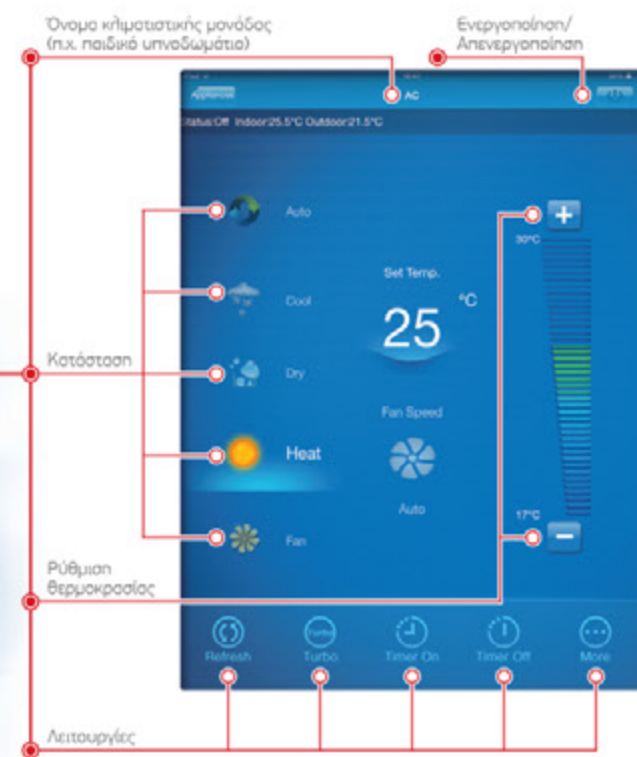 Όνομα κλιματιστικής μονάδας
(π.χ. παιδικό υπνοδωμάτιο)
Ενεργοποίηση/
Απενεργοποίηση
Appliances
AC
Status:Off Indoor:25.5°C Outdoor:21.5°C
Auto
Cool
Dry
Heat
Fan
Set Temp.
25 °C
Fan Speed
Auto
+
30°C
17°C
−
Κατάσταση
Ρύθμιση
θερμοκρασίας
Refresh
Turbo
Timer On
Timer Off
More
Λειτουργίες